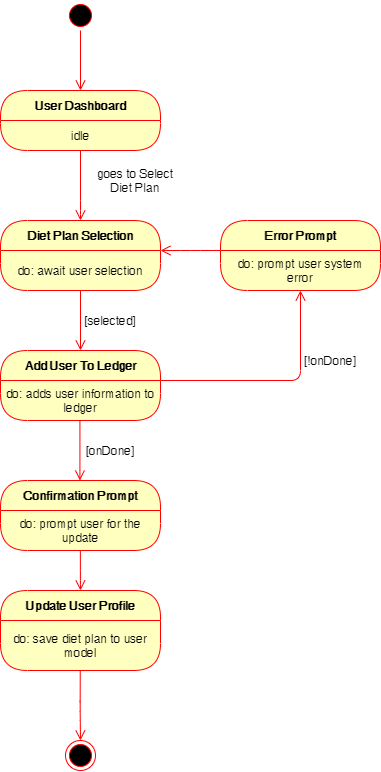 User Dashboard
idle
goes to Select
Diet Plan
Diet Plan Selection
do: await user selection
Error Prompt
do: prompt user system
error
[selected]
[!onDone]
Add User To Ledger
do: adds user information to
ledger
[onDone]
Confirmation Prompt
do: prompt user for the
update
Update User Profile
do: save diet plan to user
model